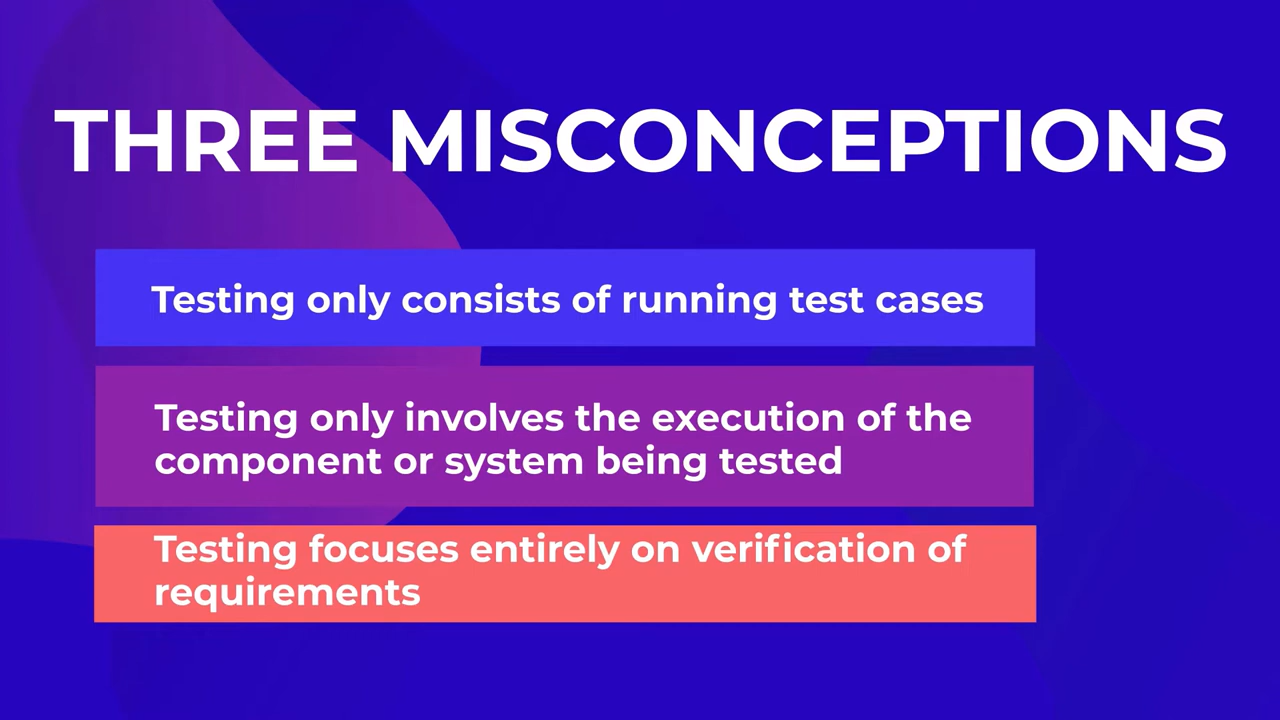 THREE MISCONCEPTIONS
Testing only consists of running test cases
Testing only involves the execution of the
component or system being tested
Testing focuses entirely on verification of
requirements